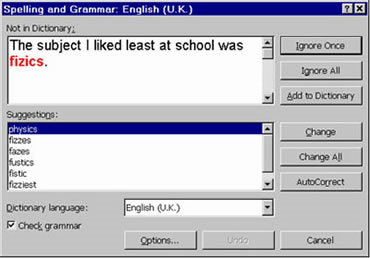 Spelling and Grammar: English (U.K.)
Not in Dictionary:
The subject I liked least at school was
fizics.
Ignore Once
Ignore All
Add to Dictionary
Suggestions:
physics
fizzes
fazes
fustics
fistic
fizziest
Change
Change All
AutoCorrect
Dictionary language: English (U.K.)
Check grammar
Options... Undo Cancel